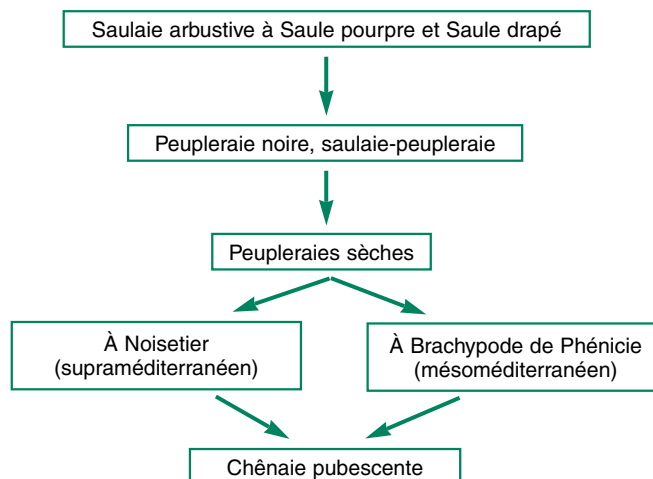 Saulaie arbustive à Saule pourpre et Saule drapé
Peupleraie noire, saulaie-peupleraie
Peupleraies sèches
À Noisetier
(supraméditerranéen)
À Brachypode de Phénicie
(mésoméditerranéen)
Chênaie pubescente